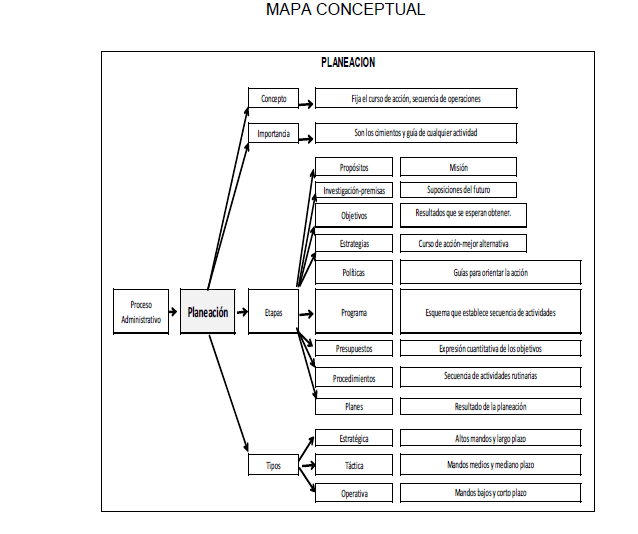 MAPA CONCEPTUAL
PLANEACION
Concepto
Fija el curso de acción, secuencia de operaciones
Importancia
Son los cimientos y guía de cualquier actividad
Propósitos
Misión
Investigación-premisas
Suposiciones del futuro
Objetivos
Resultados que se esperan obtener.
Estrategias
Curso de acción-mejor alternativa
Políticas
Guías para orientar la acción
Proceso
Administrativo
Planeación
Etapas
Programa
Esquema que establece secuencia de actividades
Presupuestos
Expresión cuantitativa de los objetivos
Procedimientos
Secuencia de actividades rutinarias
Planes
Resultado de la planeación
Tipos
Estratégica
Altos mandos y largo plazo
Táctica
Mandos medios y mediano plazo
Operativa
Mandos bajos y corto plazo